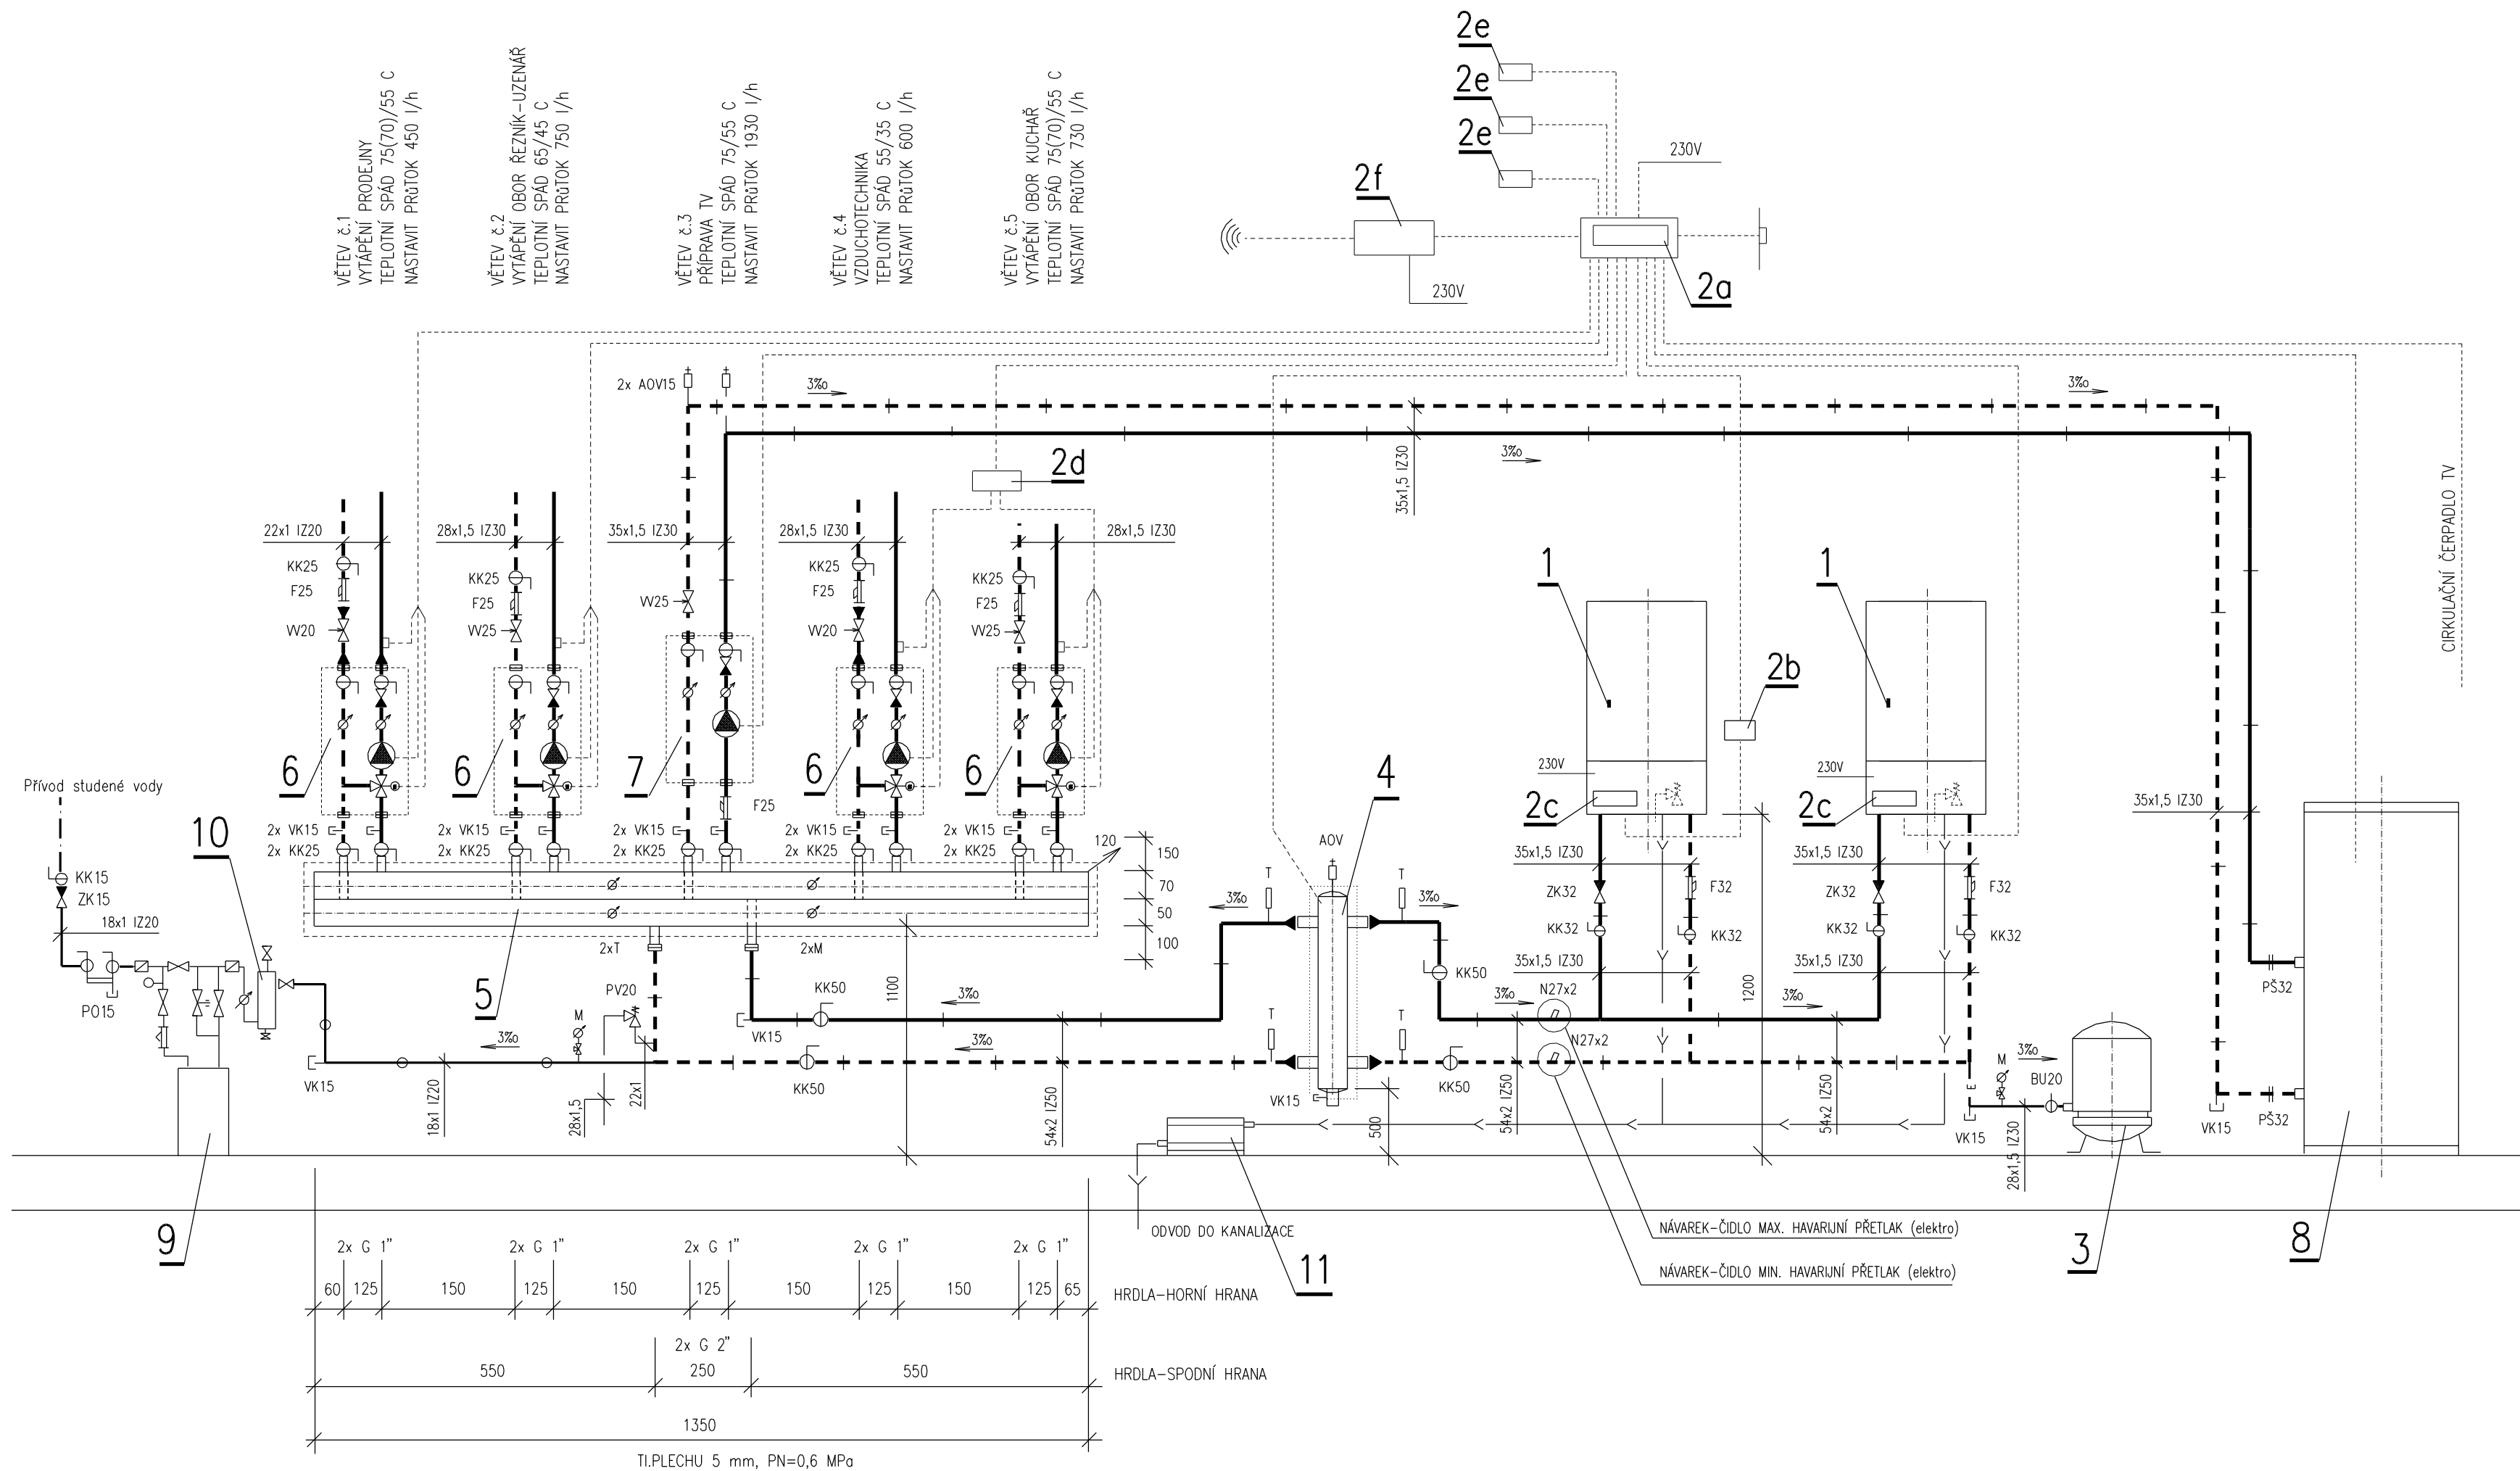 VĚTEV č.1
VYTÁPĚNÍ PRODEJNY
TEPLOTNÍ SPÁD 75(70)/55 C
NASTAVIT PRůTOK 450 l/h
VĚTEV č.2
VYTÁPĚNÍ OBOR ŘEZNÍK-UZENÁŘ
TEPLOTNÍ SPÁD 65/45 C
NASTAVIT PRůTOK 750 l/h
VĚTEV č.3
PŘÍPRAVA TV
TEPLOTNÍ SPÁD 75/55 C
NASTAVIT PRůTOK 1930 l/h
VĚTEV č.4
VZDUCHOTECHNIKA
TEPLOTNÍ SPÁD 55/35 C
NASTAVIT PRůTOK 600 l/h
VĚTEV č.5
VYTÁPĚNÍ OBOR KUCHAŘ
TEPLOTNÍ SPÁD 75(70)/55 C
NASTAVIT PRůTOK 730 l/h
2e
2e
2e
230V
2f
2a
230V
2x AOV15
3‰
3‰
35x1,5 IZ30
3‰
2d
CIRKULAČNÍ ČERPADLO TV
22x1 IZ20
28x1,5 IZ30
35x1,5 IZ30
28x1,5 IZ30
28x1,5 IZ30
KK25
F25
VV20
KK25
F25
VV25
VV25
KK25
F25
VV20
KK25
F25
VV25
1
1
2b
6
6
7
6
6
F25
4
230V
230V
2c
2c
35x1,5 IZ30
Přívod studené vody
10
2x VK15
2x KK25
2x VK15
2x KK25
2x VK15
2x KK25
2x VK15
2x KK25
2x VK15
2x KK25
120
150
70
50
100
AOV
T
T
3‰
3‰
35x1,5 IZ30
35x1,5 IZ30
ZK32
F32
ZK32
F32
KK32
KK32
KK32
KK32
35x1,5 IZ30
35x1,5 IZ30
KK15
ZK15
18x1 IZ20
PO15
5
2xT
2xM
1100
KK50
1200
PŠ32
PV20
M
KK50
3‰
VK15
3‰
N27x2
3‰
N27x2
T
T
3‰
3‰
VK15
KK50
KK50
18x1 IZ20
28x1,5
22x1
54x2 IZ50
VK15
500
54x2 IZ50
54x2 IZ50
M
3‰
BU20
VK15
28x1,5 IZ30
VK15
PŠ32
9
ODVOD DO KANALIZACE
11
NÁVAREK-ČIDLO MAX. HAVARIJNÍ PŘETLAK (elektro)
NÁVAREK-ČIDLO MIN. HAVARIJNÍ PŘETLAK (elektro)
3
8
2x G 1"
2x G 1"
2x G 1"
2x G 1"
2x G 1"
60
125
150
125
150
125
150
125
150
125
65
HRDLA-HORNÍ HRANA
2x G 2"
550
250
550
HRDLA-SPODNÍ HRANA
1350
Tl.PLECHU 5 mm, PN=0,6 MPa